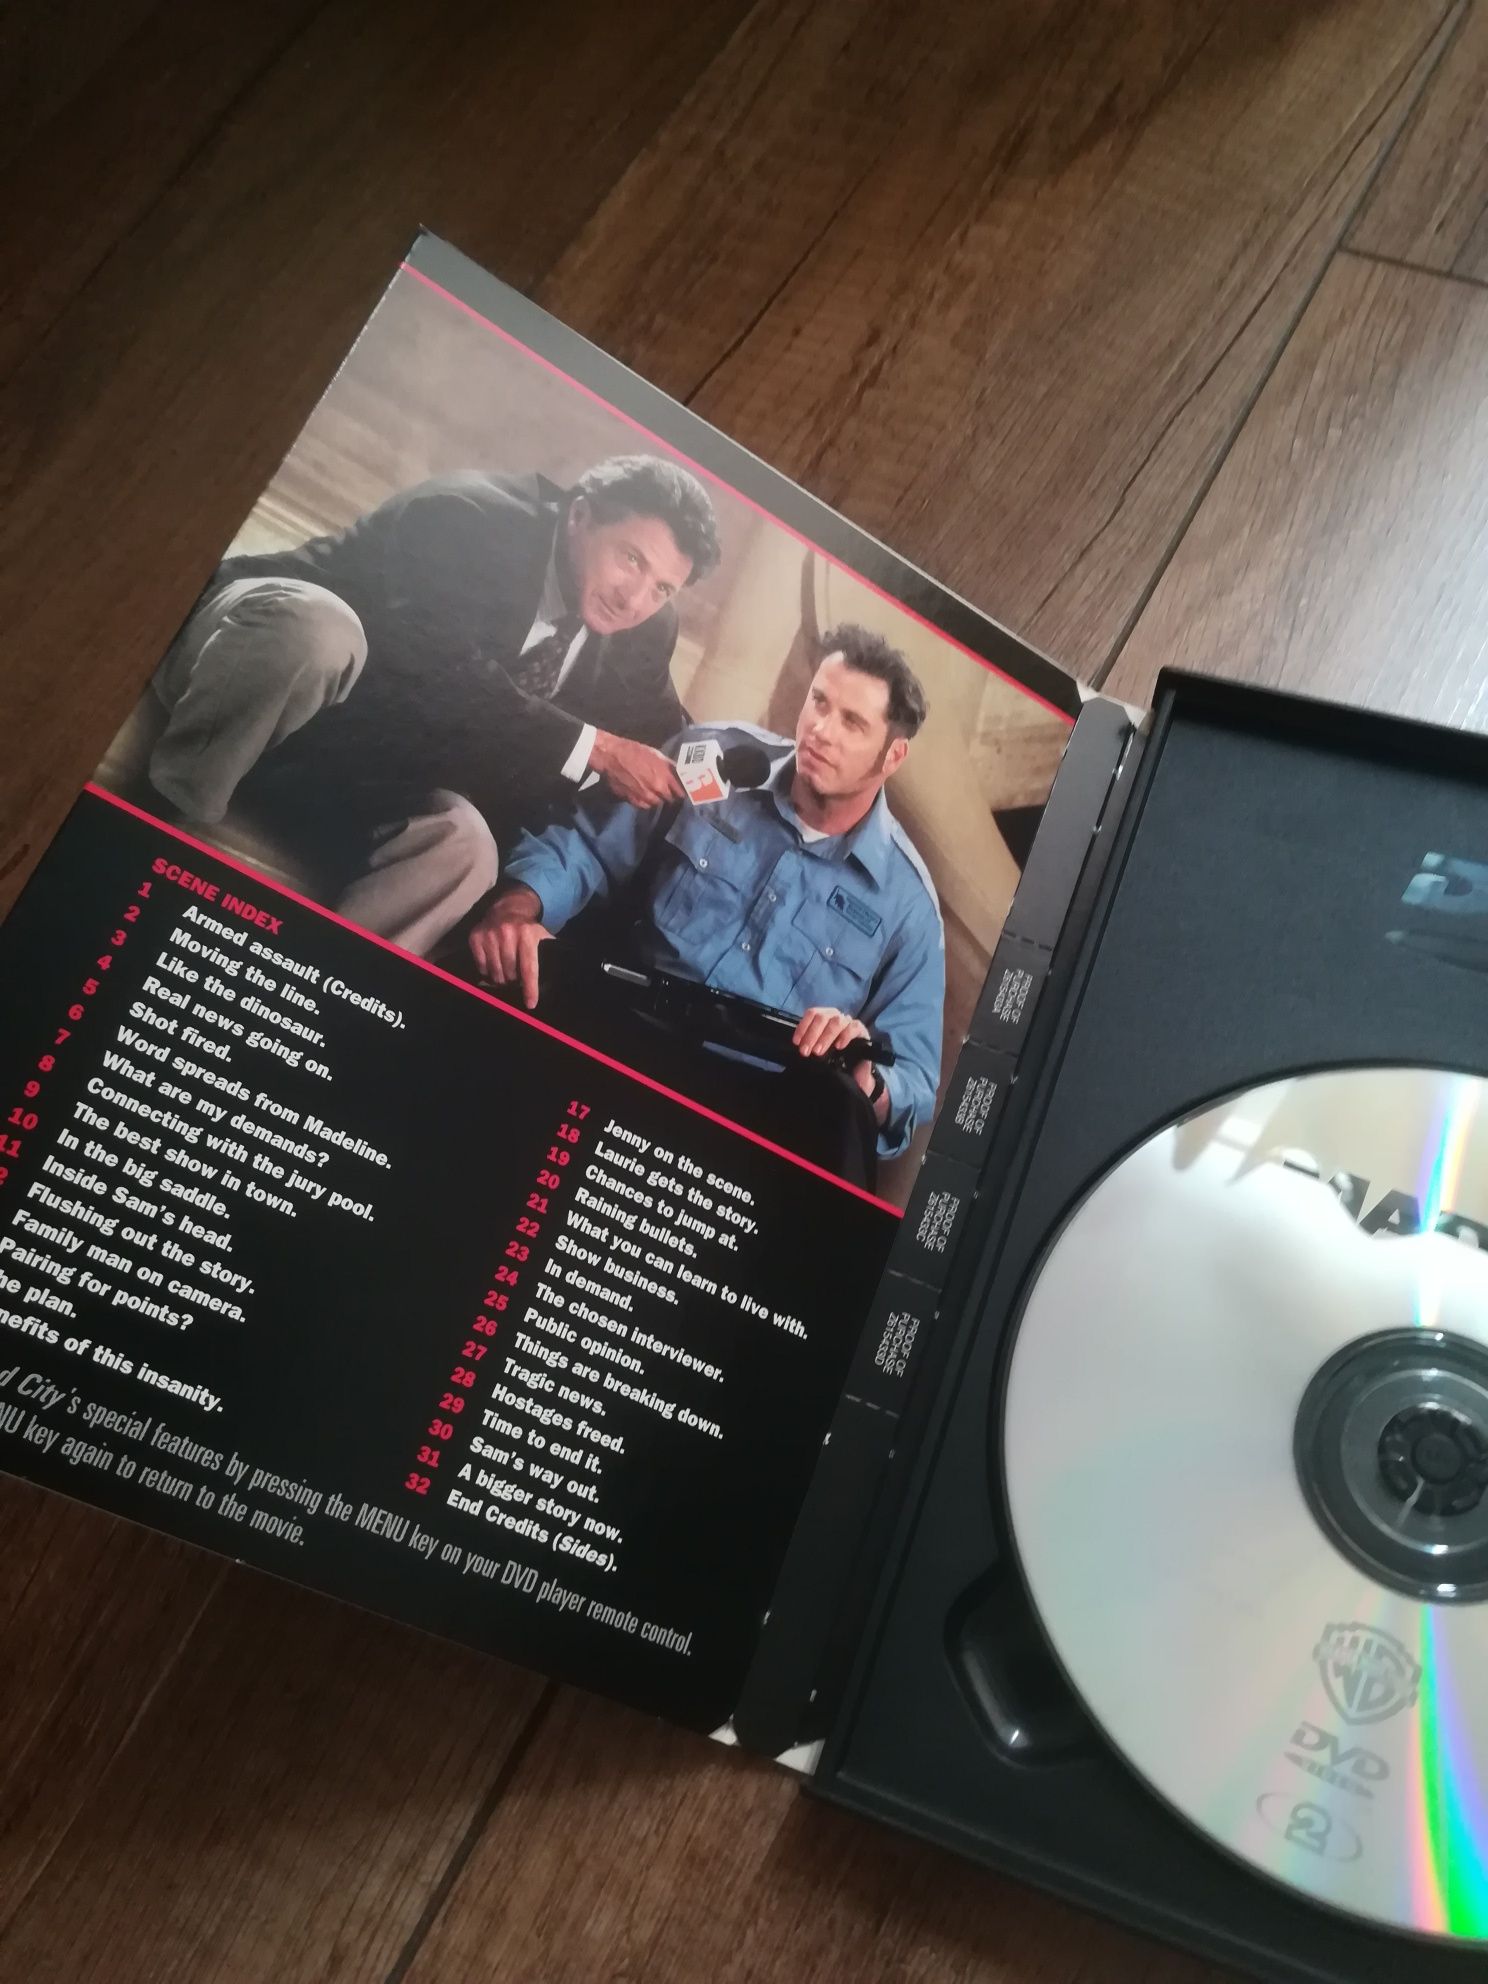 KXBD
6
SCENE INDEX
1 Armed assault (Credits).
2 Moving the line.
3 Like the dinosaur.
4 Real news going on.
5 Shot fired.
6 Word spreads from Madeline.
7 What are my demands?
8 Connecting with the jury pool.
9 The best show in town.
10 In the big saddle.
11 Inside Sam's head.
2 Flushing out the story.
Family man on camera.
Pairing for points?
he plan.
nefits of this insanity.
17 Jenny on the scene.
18 Laurie gets the story.
19 Chances to jump at.
20 Raining bullets.
21 What you can learn to live with.
22 Show business.
23 In demand.
24 The chosen interviewer.
25 Public opinion.
26 Things are breaking down.
27 Tragic news.
28 Hostages freed.
29 Time to end it.
30 Sam's way out.
31 A bigger story now.
32 End Credits (Sides).
d City's special features by pressing the MENU key on your DVD player remote control.
NU key again to return to the movie.
PROOF OF
PURCHASE
ZB15433A
PROOF OF
PURCHASE
ZB15433B
PROOF OF
PURCHASE
ZB15433C
PROOF OF
PURCHASE
ZB15433D
MAD
WB
DVD
2